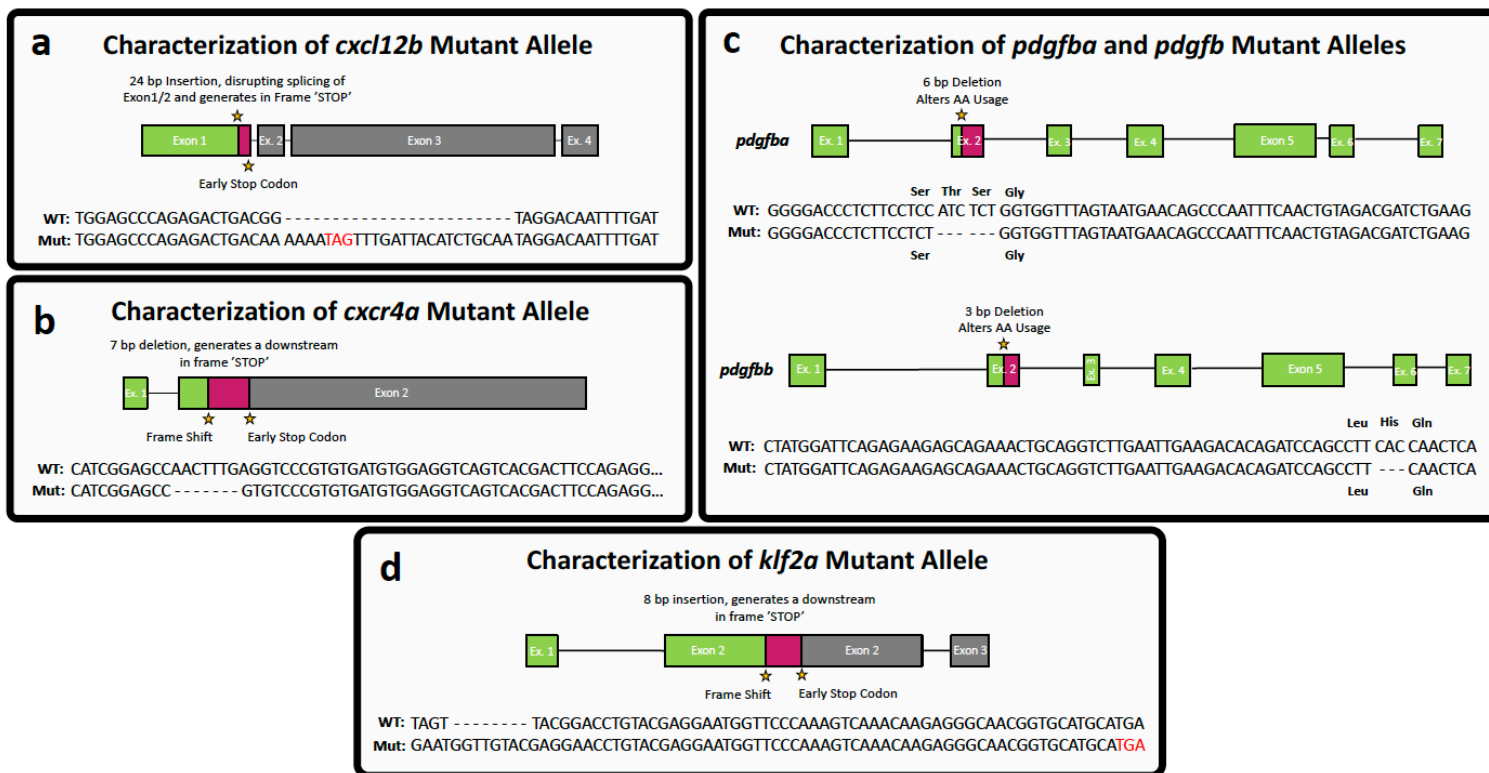 a Characterization of cxcl12b Mutant Allele
24 bp Insertion, disrupting splicing of
Exon1/2 and generates in Frame 'STOP'
Exon 1 Ex. 2 Exon 3 Ex. 4
Early Stop Codon
WT: TGGAGCCCAGAGACTGACGG - - - - - - - - - - - - - - - - - - - - - - - - TAGGACAATTTTGAT
Mut: TGGAGCCCAGAGACTGACAA AAAATAGTTTGATTACATCTGCAATAGGACAATTTTGAT
b Characterization of cxcr4a Mutant Allele
7 bp deletion, generates a downstream
in frame 'STOP'
Ex. 1 Exon 2
Frame Shift Early Stop Codon
WT: CATCGGAGCCAACTTTGAGGTCCCGTGTGATGTGGAGGTCAGTCACGACTTCCAGAGG...
Mut: CATCGGAGCC - - - - - - - GTGTCCCGTGTGATGTGGAGGTCAGTCACGACTTCCAGAGG...
c Characterization of pdgfba and pdgfb Mutant Alleles
6 bp Deletion
Alters AA Usage
pdgfba Ex. 1 Ex. 2 Ex. 3 Ex. 4 Exon 5 Ex. 6 Ex. 7
Ser Thr Ser Gly
WT: GGGGACCCTCTTCCTCC ATC TCT GGTGGTTTAGTAATGAACAGCCCAATTTCAACTGTAGACGATCTGAAG
Mut: GGGGACCCTCTTCCTCT - - - - - - GGTGGTTTAGTAATGAACAGCCCAATTTCAACTGTAGACGATCTGAAG
Ser Gly
3 bp Deletion
Alters AA Usage
pdgfbb Ex. 1 Ex. 2 Ex. 3 Ex. 4 Exon 5 Ex. 6 Ex. 7
Leu His Gln
WT: CTATGGATTCAGAGAAGAGCAGAAACTGCAGGTCTTGAATTGAAGACACAGATCCAGCCTT CAC CAACTCA
Mut: CTATGGATTCAGAGAAGAGCAGAAACTGCAGGTCTTGAATTGAAGACACAGATCCAGCCTT - - - CAACTCA
Leu Gln
d Characterization of klf2a Mutant Allele
8 bp insertion, generates a downstream
in frame 'STOP'
Ex. 1 Exon 2 Exon 2 Exon 3
Frame Shift Early Stop Codon
WT: TAGT - - - - - - - - TACGGACCTGTACGAGGAATGGTTCCCAAAGTCAAACAAGAGGGCAACGGTGCATGCATGA
Mut: GAATGGTTGTACGAGGAACCTGTACGAGGAATGGTTCCCAAAGTCAAACAAGAGGGCAACGGTGCATGCATGA